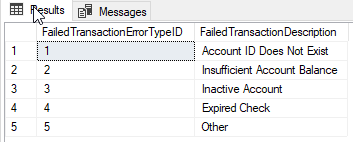 Results Messages
FailedTransactionErrorTypeID FailedTransactionDescription
1 1 Account ID Does Not Exist
2 2 Insufficient Account Balance
3 3 Inactive Account
4 4 Expired Check
5 5 Other